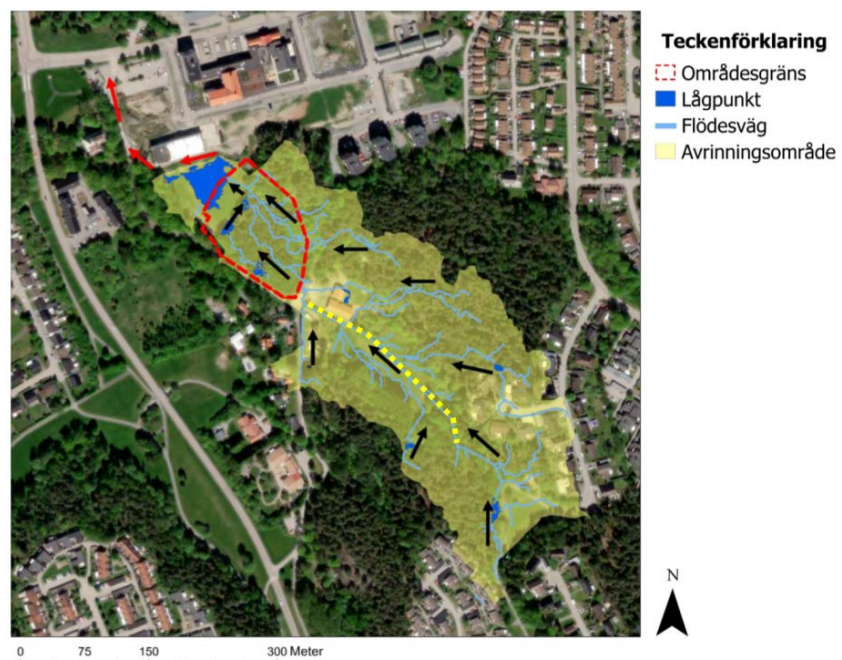 Teckenförklaring
Områdesgräns
Lågpunkt
Flödesväg
Avrinningsområde
N
0 75 150 300 Meter